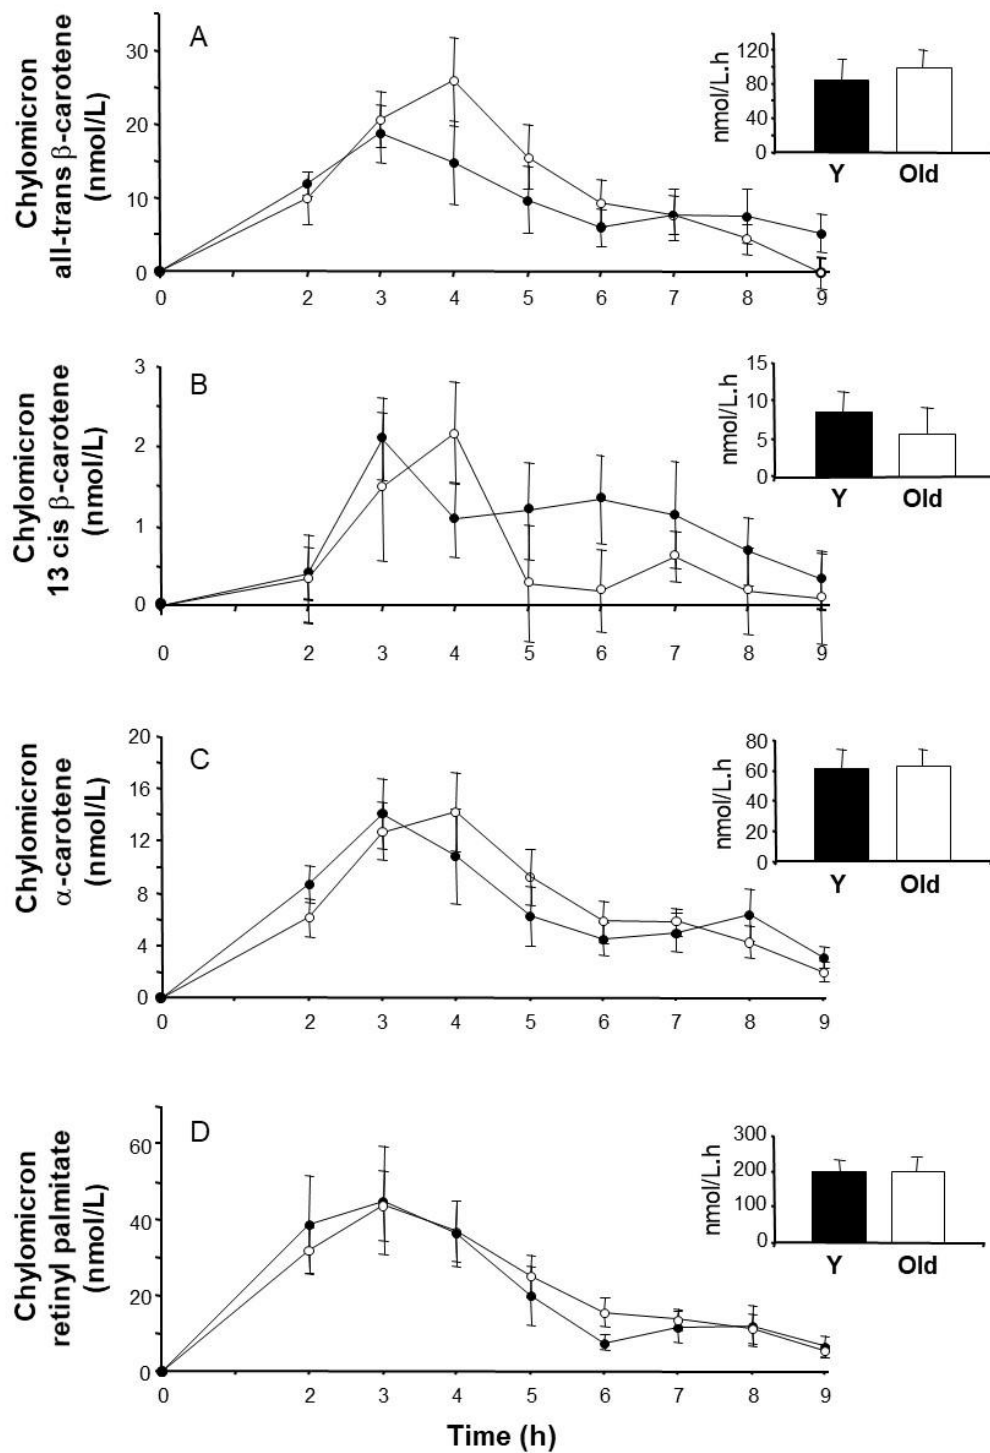 A
Chylomicron
all-trans β-carotene
(nmol/L)
30
20
10
0
0 2 3 4 5 6 7 8 9
nmol/L.h
120
80
40
0
Y Old
B
Chylomicron
13 cis β-carotene
(nmol/L)
3
2
1
0
0 2 3 4 5 6 7 8 9
nmol/L.h
15
10
5
0
Y Old
C
Chylomicron
α-carotene
(nmol/L)
20
16
12
8
4
0
0 2 3 4 5 6 7 8 9
nmol/L.h
80
60
40
20
0
Y Old
D
Chylomicron
retinyl palmitate
(nmol/L)
60
40
20
0
0 2 3 4 5 6 7 8 9
nmol/L.h
300
200
100
0
Y Old
Time (h)